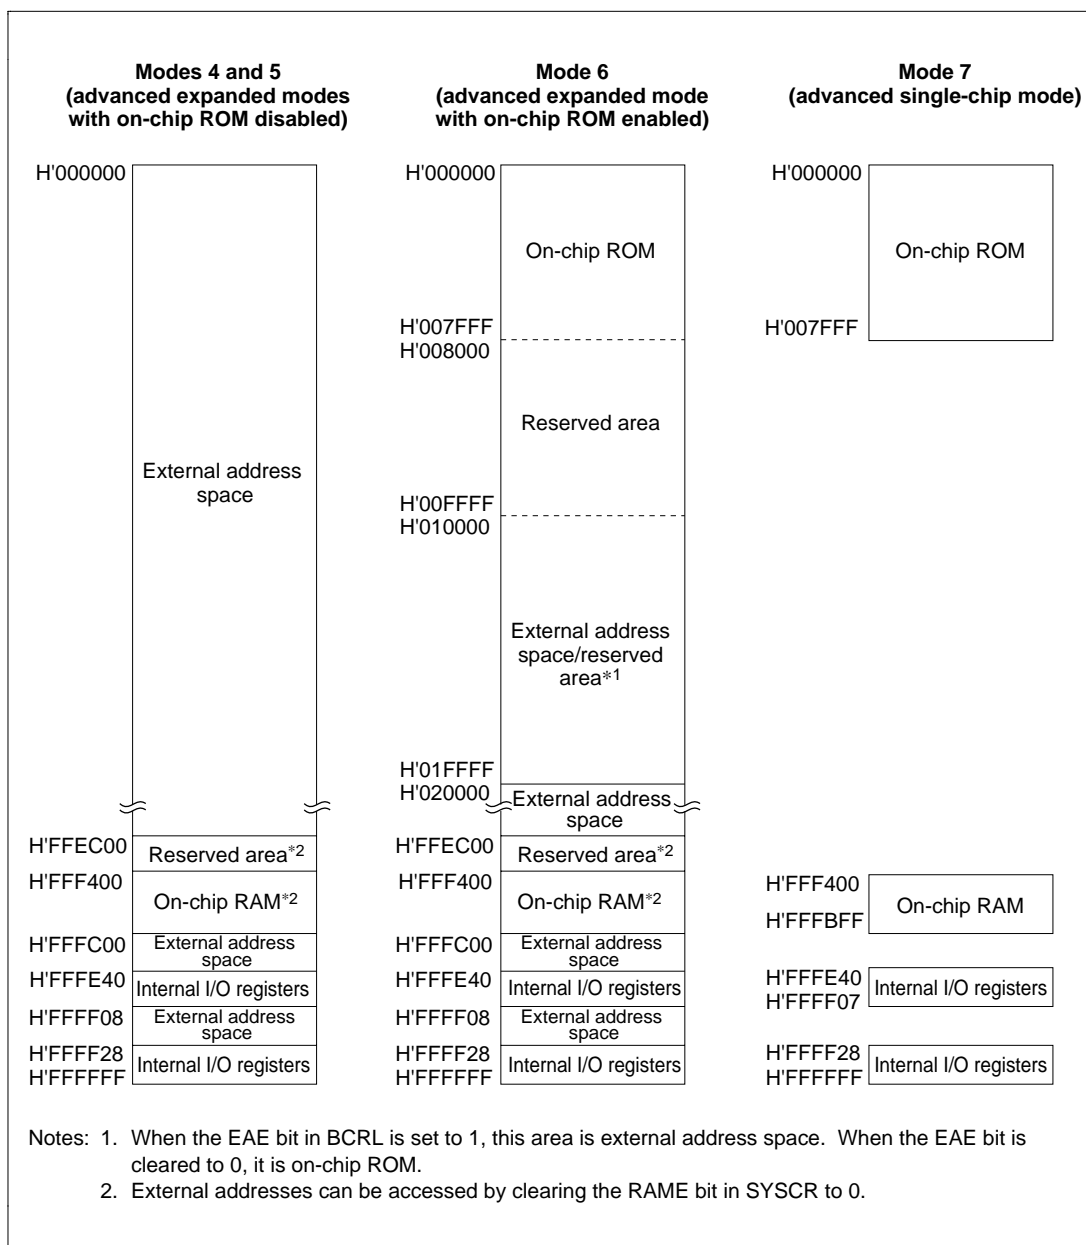 Modes 4 and 5
(advanced expanded modes
with on-chip ROM disabled)
H'000000
External address
space
H'FFEC00
Reserved area*2
H'FFF400
On-chip RAM*2
H'FFFC00
External address
space
H'FFFE40
Internal I/O registers
H'FFFF08
External address
space
H'FFFF28
Internal I/O registers
H'FFFFFF
Mode 6
(advanced expanded mode
with on-chip ROM enabled)
H'000000
On-chip ROM
H'007FFF
H'008000
Reserved area
H'00FFFF
H'010000
External address
space/reserved
area*1
H'01FFFF
H'020000
External address
space
H'FFEC00
Reserved area*2
H'FFF400
On-chip RAM*2
H'FFFC00
External address
space
H'FFFE40
Internal I/O registers
H'FFFF08
External address
space
H'FFFF28
Internal I/O registers
H'FFFFFF
Mode 7
(advanced single-chip mode)
H'000000
On-chip ROM
H'007FFF
H'FFF400
On-chip RAM
H'FFFBFF
H'FFFE40
Internal I/O registers
H'FFFF07
H'FFFF28
Internal I/O registers
H'FFFFFF
Notes: 1. When the EAE bit in BCRL is set to 1, this area is external address space. When the EAE bit is
cleared to 0, it is on-chip ROM.
2. External addresses can be accessed by clearing the RAME bit in SYSCR to 0.